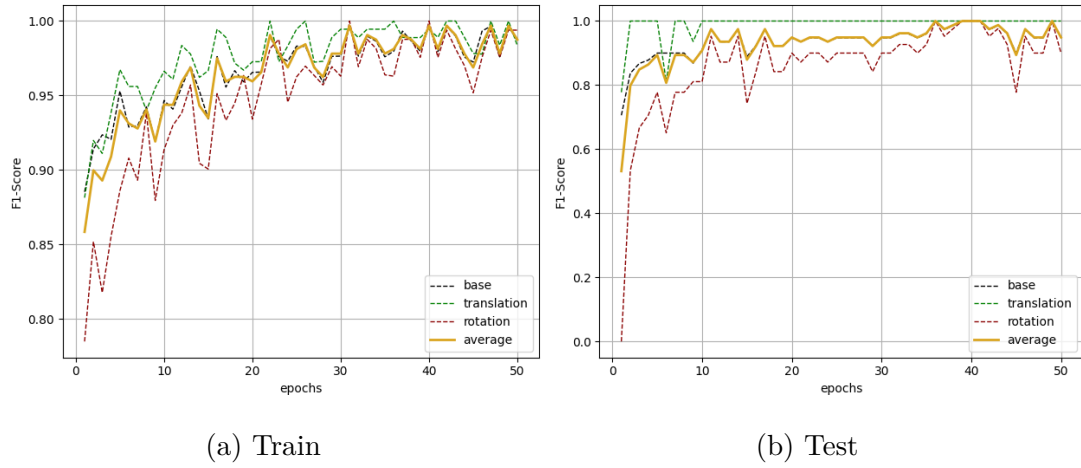 1.00
0.95
0.90
0.85
0.80
F1-Score
0 10 20 30 40 50
epochs
base
translation
rotation
average
(a) Train
1.0
0.8
0.6
0.4
0.2
0.0
F1-Score
0 10 20 30 40 50
epochs
base
translation
rotation
average
(b) Test